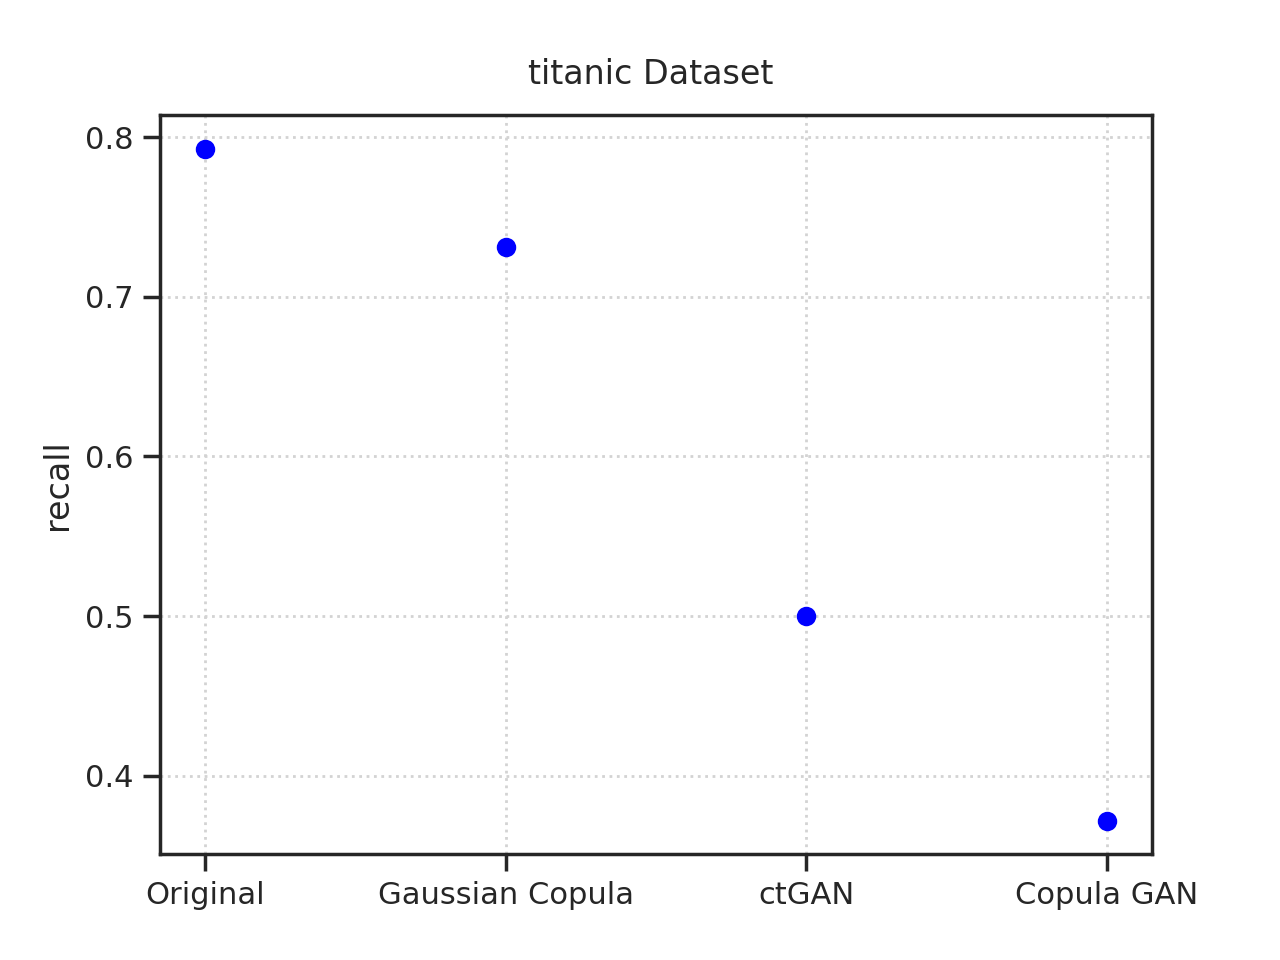 titanic Dataset
recall
0.8
0.7
0.6
0.5
0.4
Original
Gaussian Copula
ctGAN
Copula GAN